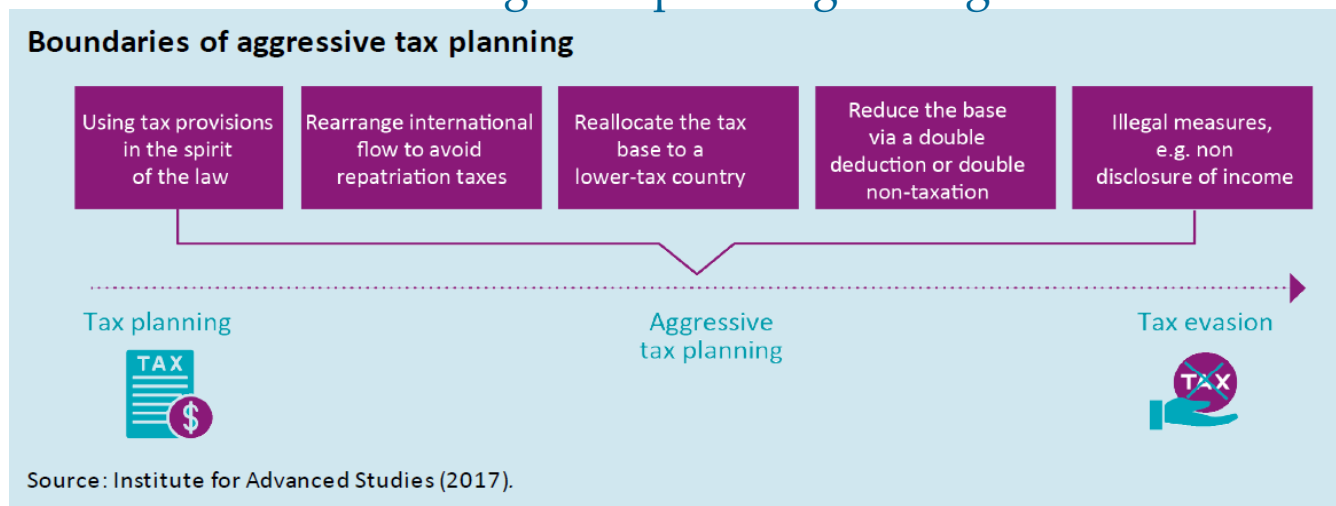 Boundaries of aggressive tax planning
Using tax provisions
in the spirit
of the law
Rearrange international
flow to avoid
repatriation taxes
Reallocate the tax
base to a
lower-tax country
Reduce the base
via a double
deduction or double
non-taxation
Illegal measures,
e.g. non
disclosure of income
Tax planning
Aggressive
tax planning
Tax evasion
TAX
$
TAX
Source: Institute for Advanced Studies (2017).